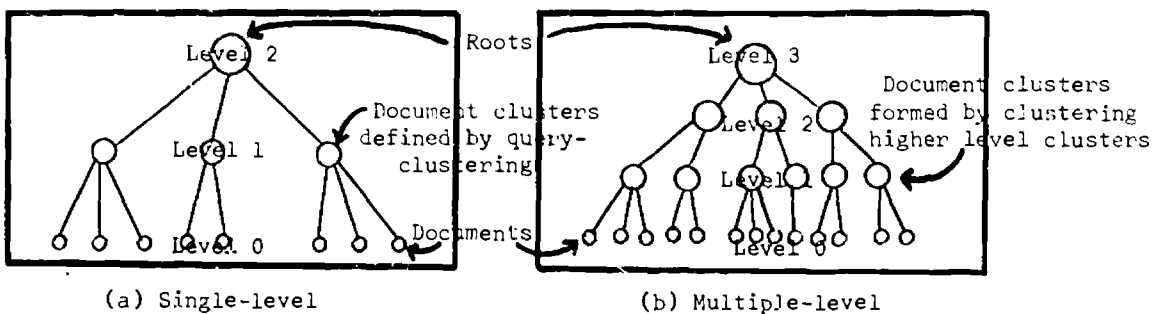 Roots
Level 2
Level 3
Document clusters
defined by query-
clustering
Document clusters
formed by clustering
higher level clusters
Level 1
Level 2
Level 1
Documents
Level 0
Level 0
(a) Single-level
(b) Multiple-level